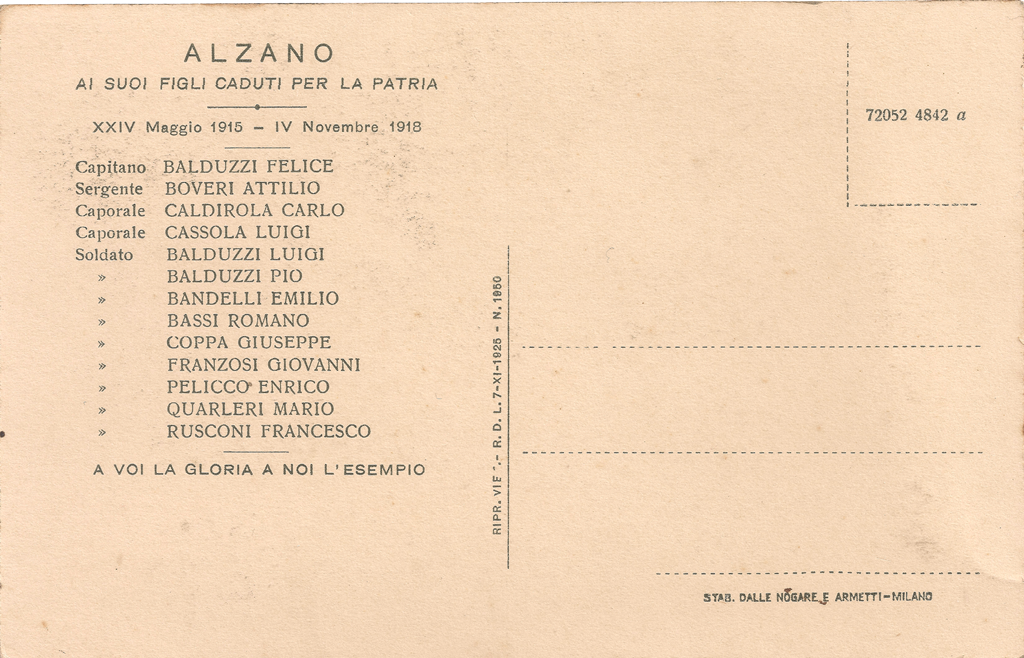 ALZANO
AI SUOI FIGLI CADUTI PER LA PATRIA
XXIV Maggio 1915 – IV Novembre 1918
Capitano BALDUZZI FELICE
Sergente BOVERI ATTILIO
Caporale CALDIROLA CARLO
Caporale CASSOLA LUIGI
Soldato BALDUZZI LUIGI
» BALDUZZI PIO
» BANDELLI EMILIO
» BASSI ROMANO
» COPPA GIUSEPPE
» FRANZOSI GIOVANNI
» PELICCO ENRICO
» QUARLERI MARIO
» RUSCONI FRANCESCO
A VOI LA GLORIA A NOI L'ESEMPIO
RIPR. - R. D. L. 7-XI-1925 - N. 1950
72052 4842 a
STAB. DALLE NOGARE E ARMETTI-MILANO